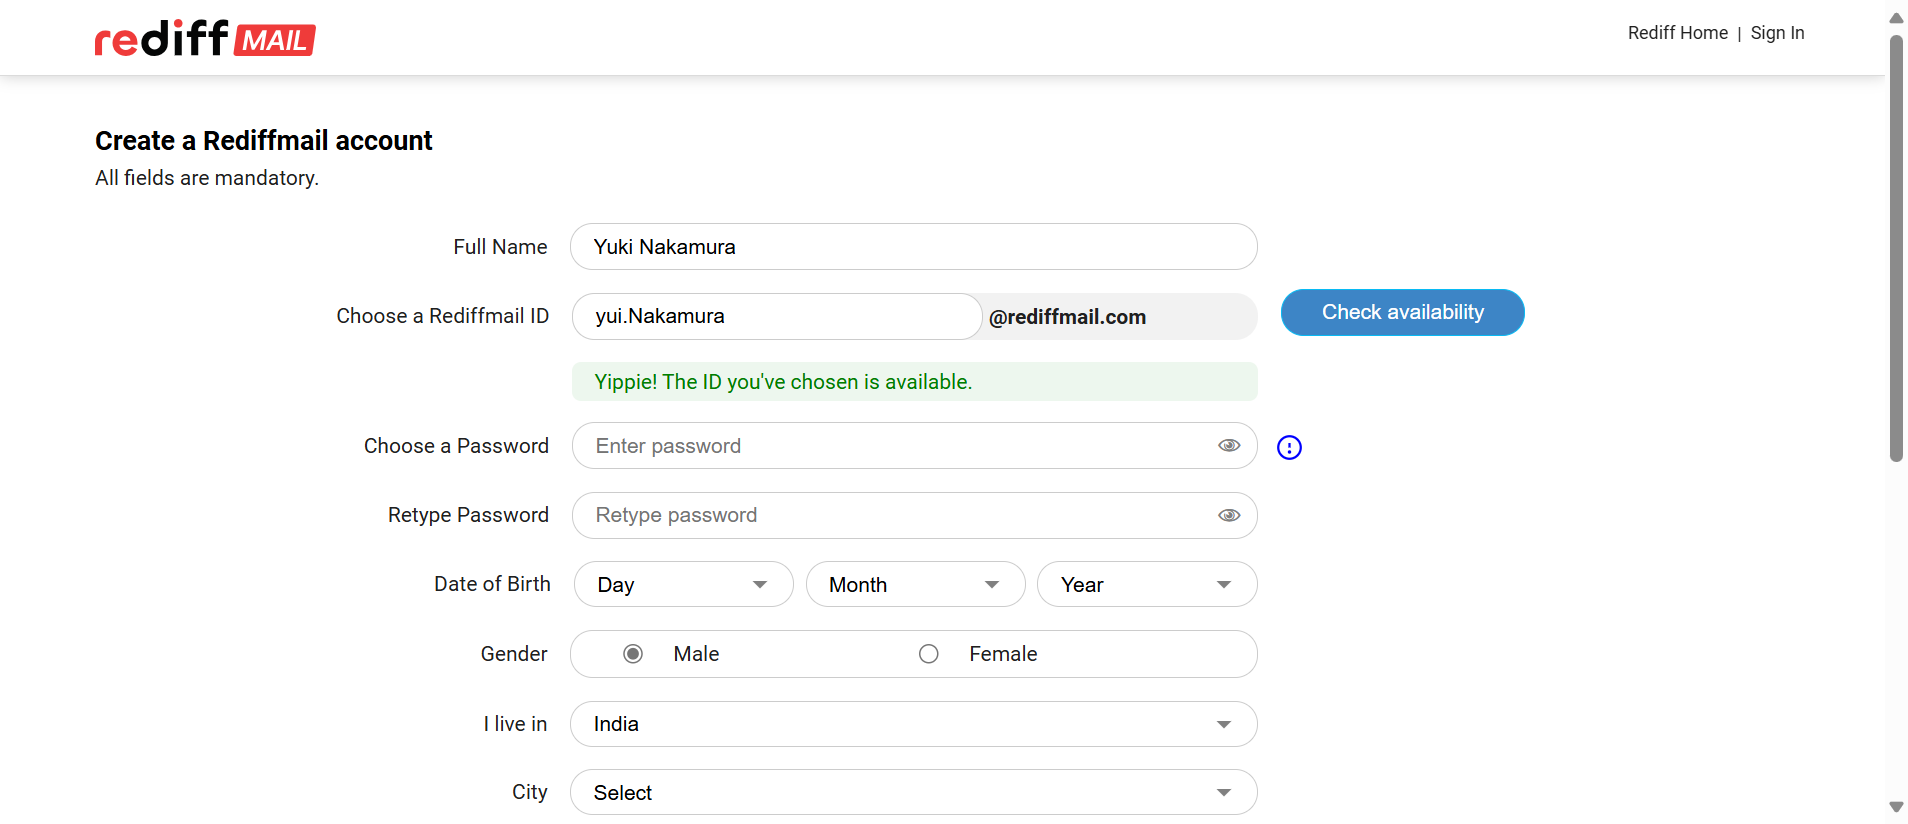 rediff MAIL
Rediff Home | Sign In
Create a Rediffmail account
All fields are mandatory.
Full Name Yuki Nakamura
Choose a Rediffmail ID yui.Nakamura @rediffmail.com Check availability
Yippie! The ID you've chosen is available.
Choose a Password Enter password
Retype Password Retype password
Date of Birth Day Month Year
Gender Male Female
I live in India
City Select